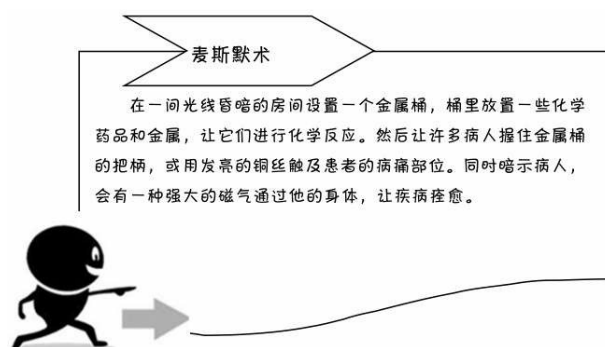 麦斯默术
在一间光线昏暗的房间设置一个金属桶，桶里放置一些化学
药品和金属，让它们进行化学反应。然后让许多病人握住金属桶
的把柄，或用发亮的铜丝触及患者的病痛部位。同时暗示病人，
会有一种强大的磁气通过他的身体，让疾病痊愈。